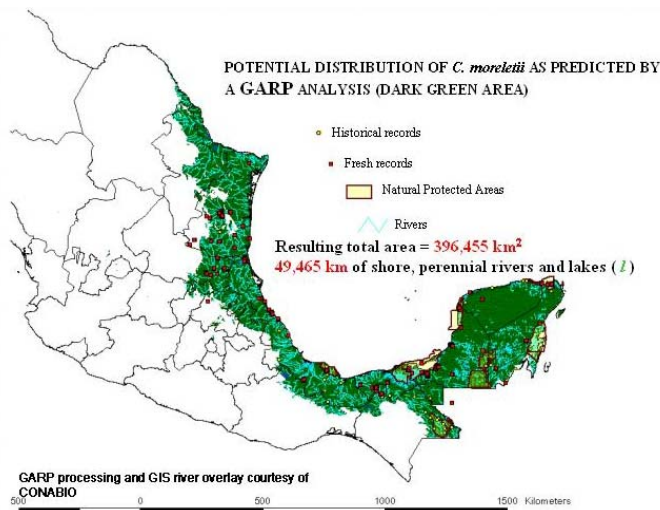 POTENTIAL DISTRIBUTION OF C. moreletii AS PREDICTED BY
A GARP ANALYSIS (DARK GREEN AREA)
Historical records
Fresh records
Natural Protected Areas
Rivers
Resulting total area = 396,455 km²
49,465 km of shore, perennial rivers and lakes (l)
GARP processing and GIS river overlay courtesy of
CONABIO
500 0 500 1000 1500 Kilometers